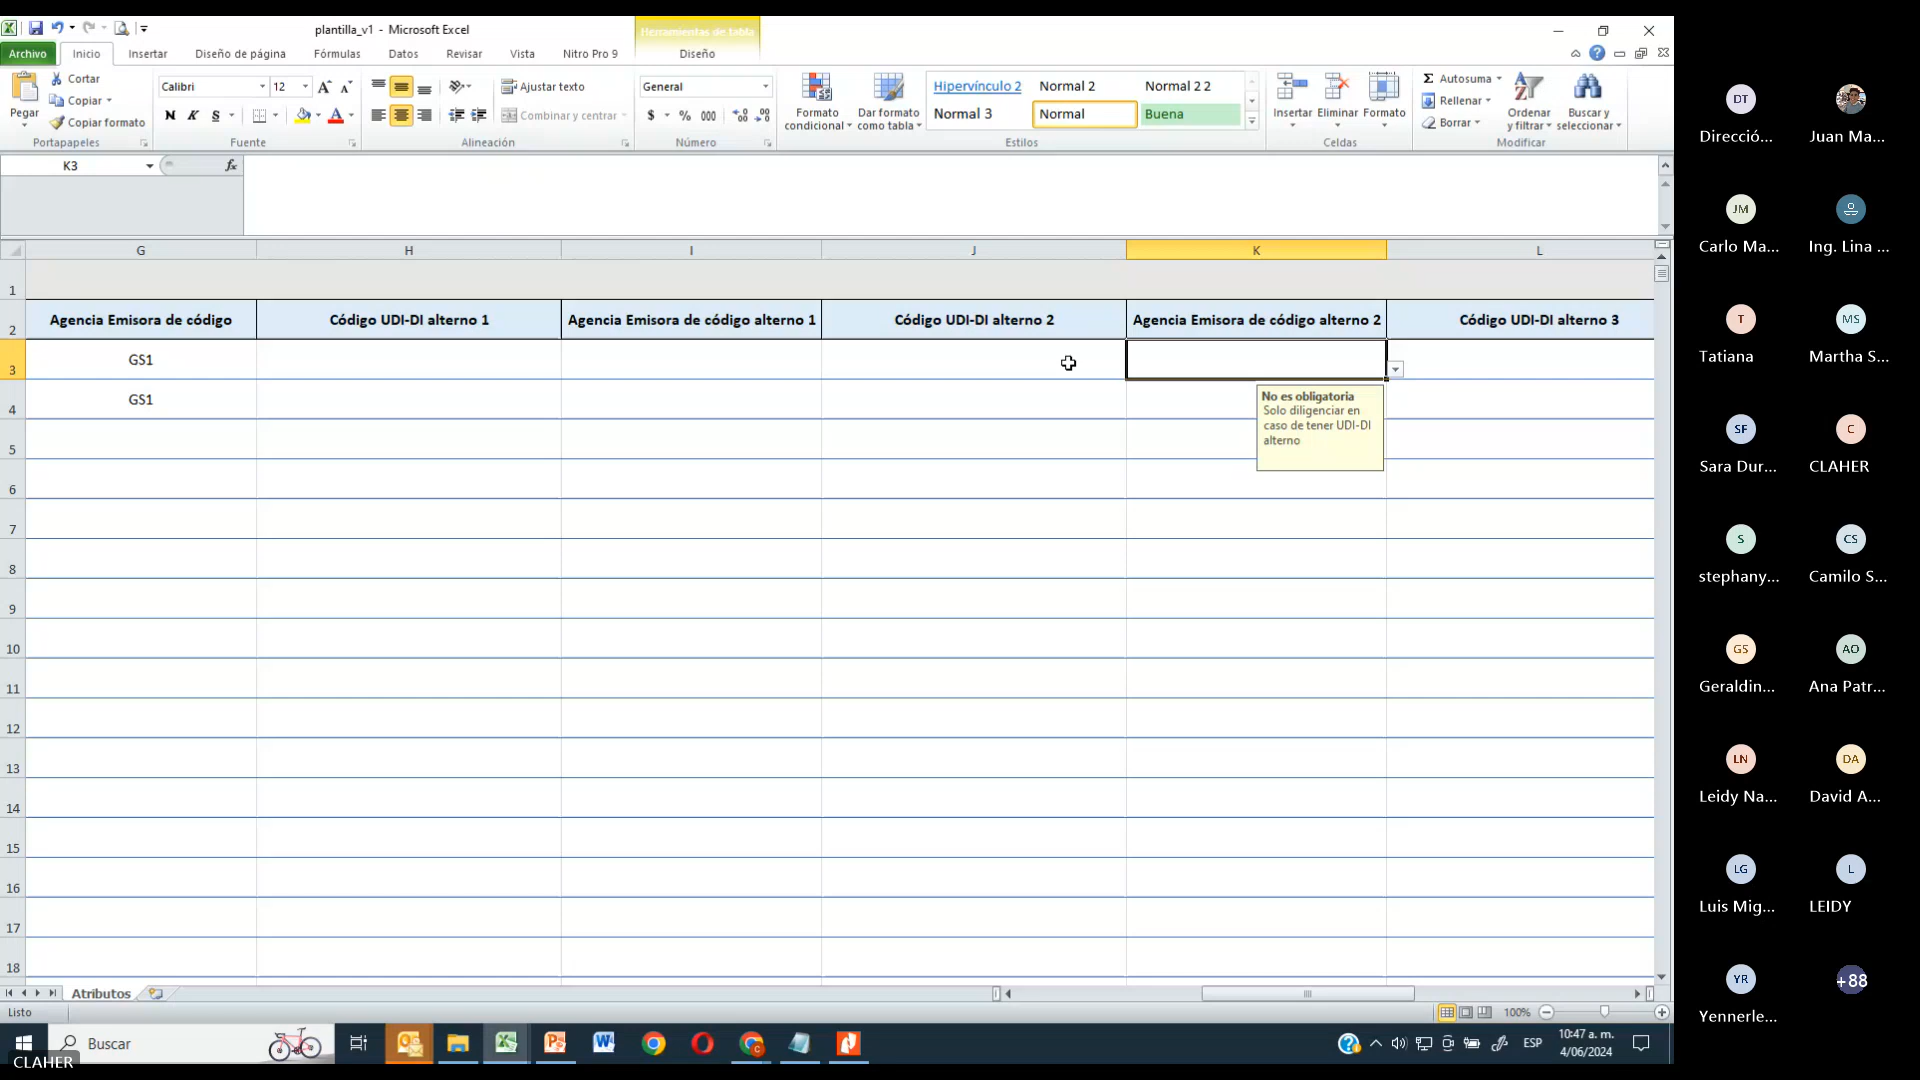 plantilla_v1 - Microsoft Excel
Herramientas de tabla
Archivo
Inicio
Insertar
Diseño de página
Fórmulas
Datos
Revisar
Vista
Nitro Pro 9
Diseño
Pegar
Cortar
Copiar
Copiar formato
Portapapeles
Calibri
12
N K S
Fuente
Ajustar texto
Combinar y centrar
Alineación
General
$ % 000
Número
Formato condicional
Dar formato como tabla
Hipervínculo 2
Normal 2
Normal 2 2
Normal 3
Normal
Buena
Estilos
Insertar
Eliminar
Formato
Celdas
Autosuma
Rellenar
Borrar
Ordenar y filtrar
Buscar y seleccionar
Modificar
K3
fx
G H I J K L
1
2 Agencia Emisora de código Código UDI-DI alterno 1 Agencia Emisora de código alterno 1 Código UDI-DI alterno 2 Agencia Emisora de código alterno 2 Código UDI-DI alterno 3
3 GS1
4 GS1
No es obligatoria
Solo diligenciar en
caso de tener UDI-DI
alterno
5
6
7
8
9
10
11
12
13
14
15
16
17
18
Atributos
Listo
100%
Buscar
ESP
10:47 a. m.
4/06/2024
CLAHER
DT
Direcció...
Juan Ma...
JM
Carlo Ma...
Ing. Lina ...
T
Tatiana
MS
Martha S...
SF
Sara Dur...
C
CLAHER
S
stephany...
CS
Camilo S...
GS
Geraldin...
AO
Ana Patr...
LN
Leidy Na...
DA
David A...
LG
Luis Mig...
L
LEIDY
YR
Yennerle...
+88